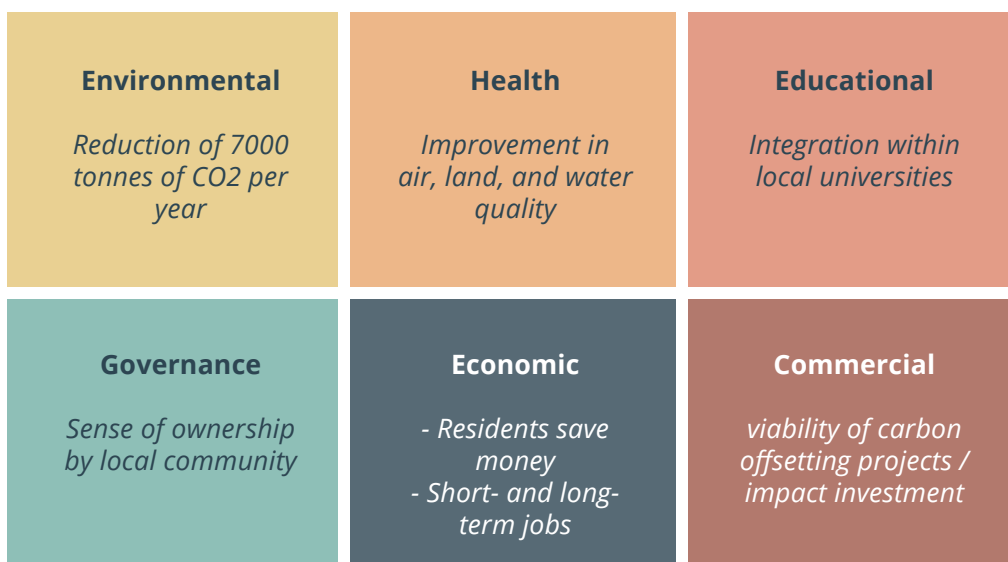 Environmental
Reduction of 7000
tonnes of CO2 per
year
Health
Improvement in
air, land, and water
quality
Educational
Integration within
local universities
Governance
Sense of ownership
by local community
Economic
- Residents save
money
- Short- and long-
term jobs
Commercial
viability of carbon
offsetting projects /
impact investment